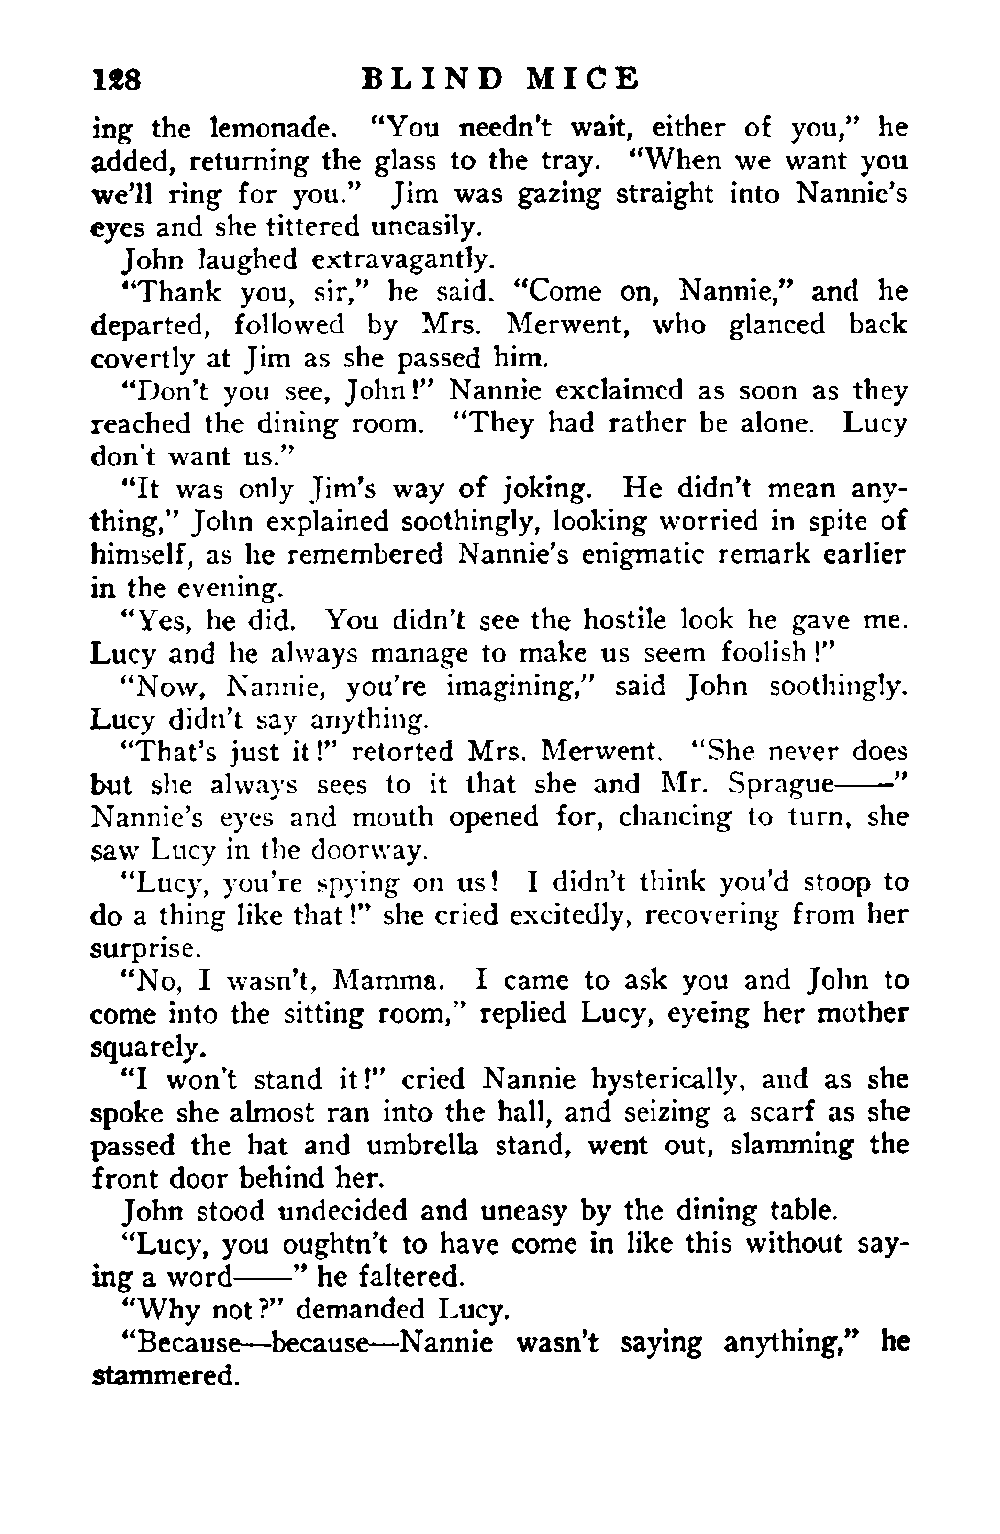 128 BLIND MICE
ing the lemonade. “You needn't wait, either of you,” he
added, returning the glass to the tray. “When we want you
we'll ring for you.” Jim was gazing straight into Nannie's
eyes and she tittered uneasily.
John laughed extravagantly.
“Thank you, sir,” he said. “Come on, Nannie,” and he
departed, followed by Mrs. Merwent, who glanced back
covertly at Jim as she passed him.
“Don't you see, John!” Nannie exclaimed as soon as they
reached the dining room. “They had rather be alone. Lucy
don't want us.”
“It was only Jim's way of joking. He didn't mean any-
thing,” John explained soothingly, looking worried in spite of
himself, as he remembered Nannie's enigmatic remark earlier
in the evening.
“Yes, he did. You didn't see the hostile look he gave me.
Lucy and he always manage to make us seem foolish!”
“Now, Nannie, you're imagining,” said John soothingly.
Lucy didn't say anything.
“That's just it!” retorted Mrs. Merwent. “She never does
but she always sees to it that she and Mr. Sprague——”
Nannie's eyes and mouth opened for, chancing to turn, she
saw Lucy in the doorway.
“Lucy, you're spying on us! I didn't think you'd stoop to
do a thing like that!” she cried excitedly, recovering from her
surprise.
“No, I wasn't, Mamma. I came to ask you and John to
come into the sitting room,” replied Lucy, eyeing her mother
squarely.
“I won't stand it!” cried Nannie hysterically, and as she
spoke she almost ran into the hall, and seizing a scarf as she
passed the hat and umbrella stand, went out, slamming the
front door behind her.
John stood undecided and uneasy by the dining table.
“Lucy, you oughtn't to have come in like this without say-
ing a word——” he faltered.
“Why not?” demanded Lucy.
“Because—because—Nannie wasn't saying anything,” he
stammered.